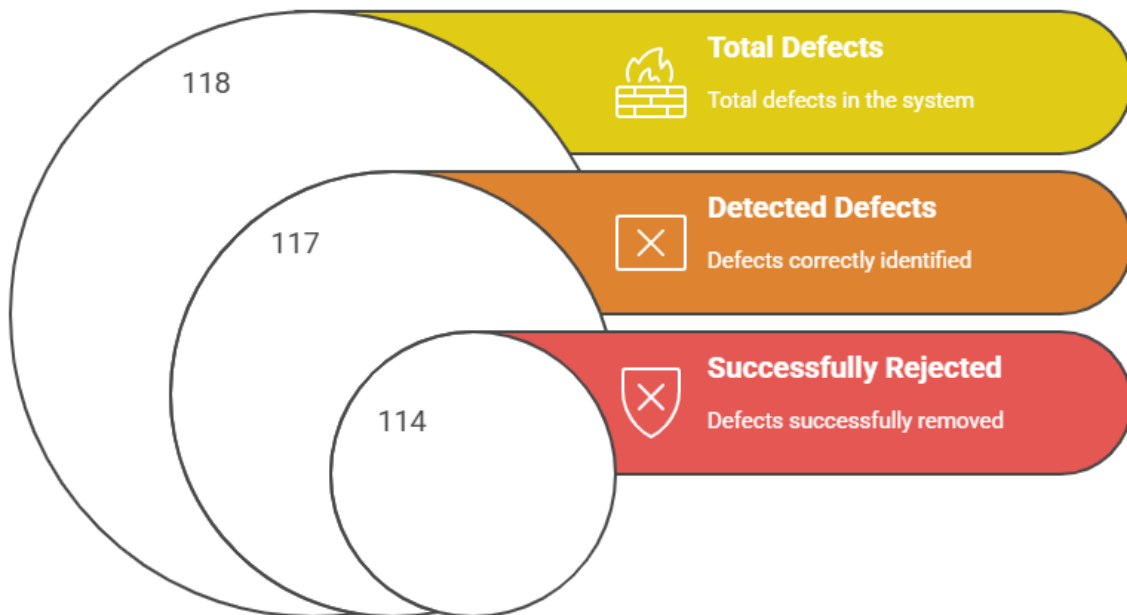 118
Total Defects
Total defects in the system
117
Detected Defects
Defects correctly identified
114
Successfully Rejected
Defects successfully removed